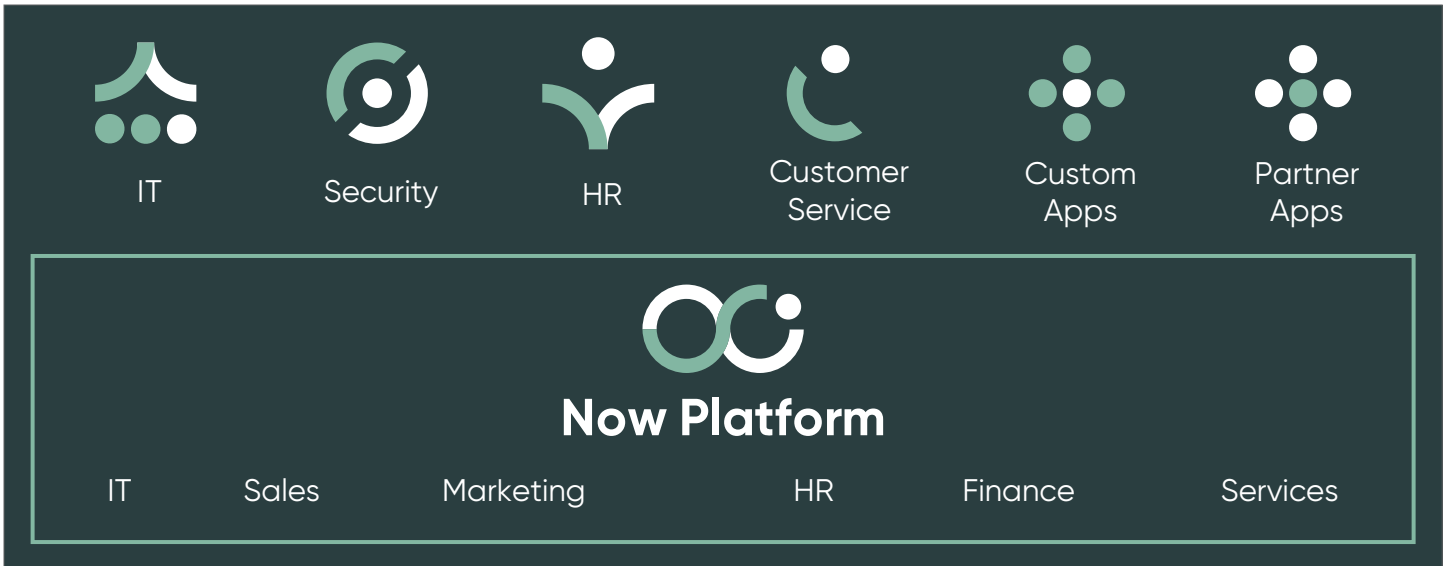 IT
Security
HR
Customer
Service
Custom
Apps
Partner
Apps
Now Platform
IT Sales Marketing HR Finance Services